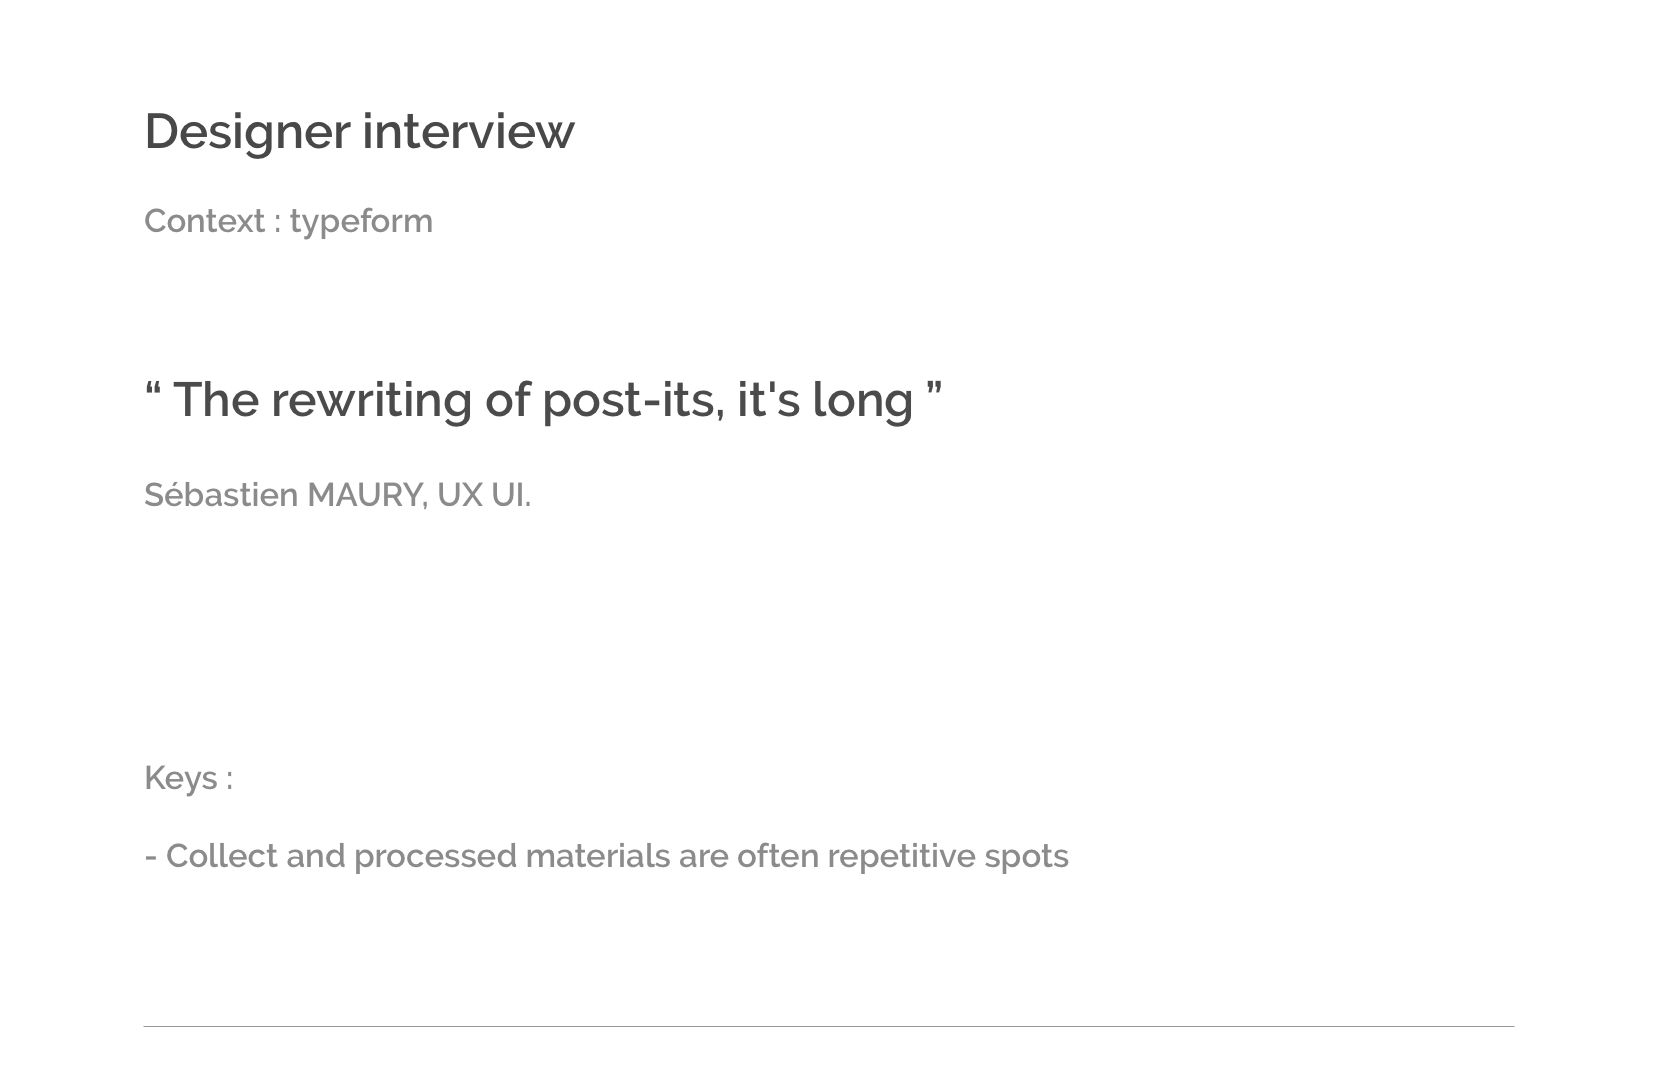 Designer interview
Context : typeform
“ The rewriting of post-its, it's long ”
Sébastien MAURY, UX UI.
Keys :
- Collect and processed materials are often repetitive spots